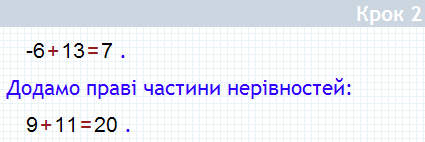 Крок 2
-6+13=7 .
Додамо праві частини нерівностей:
9+11=20 .